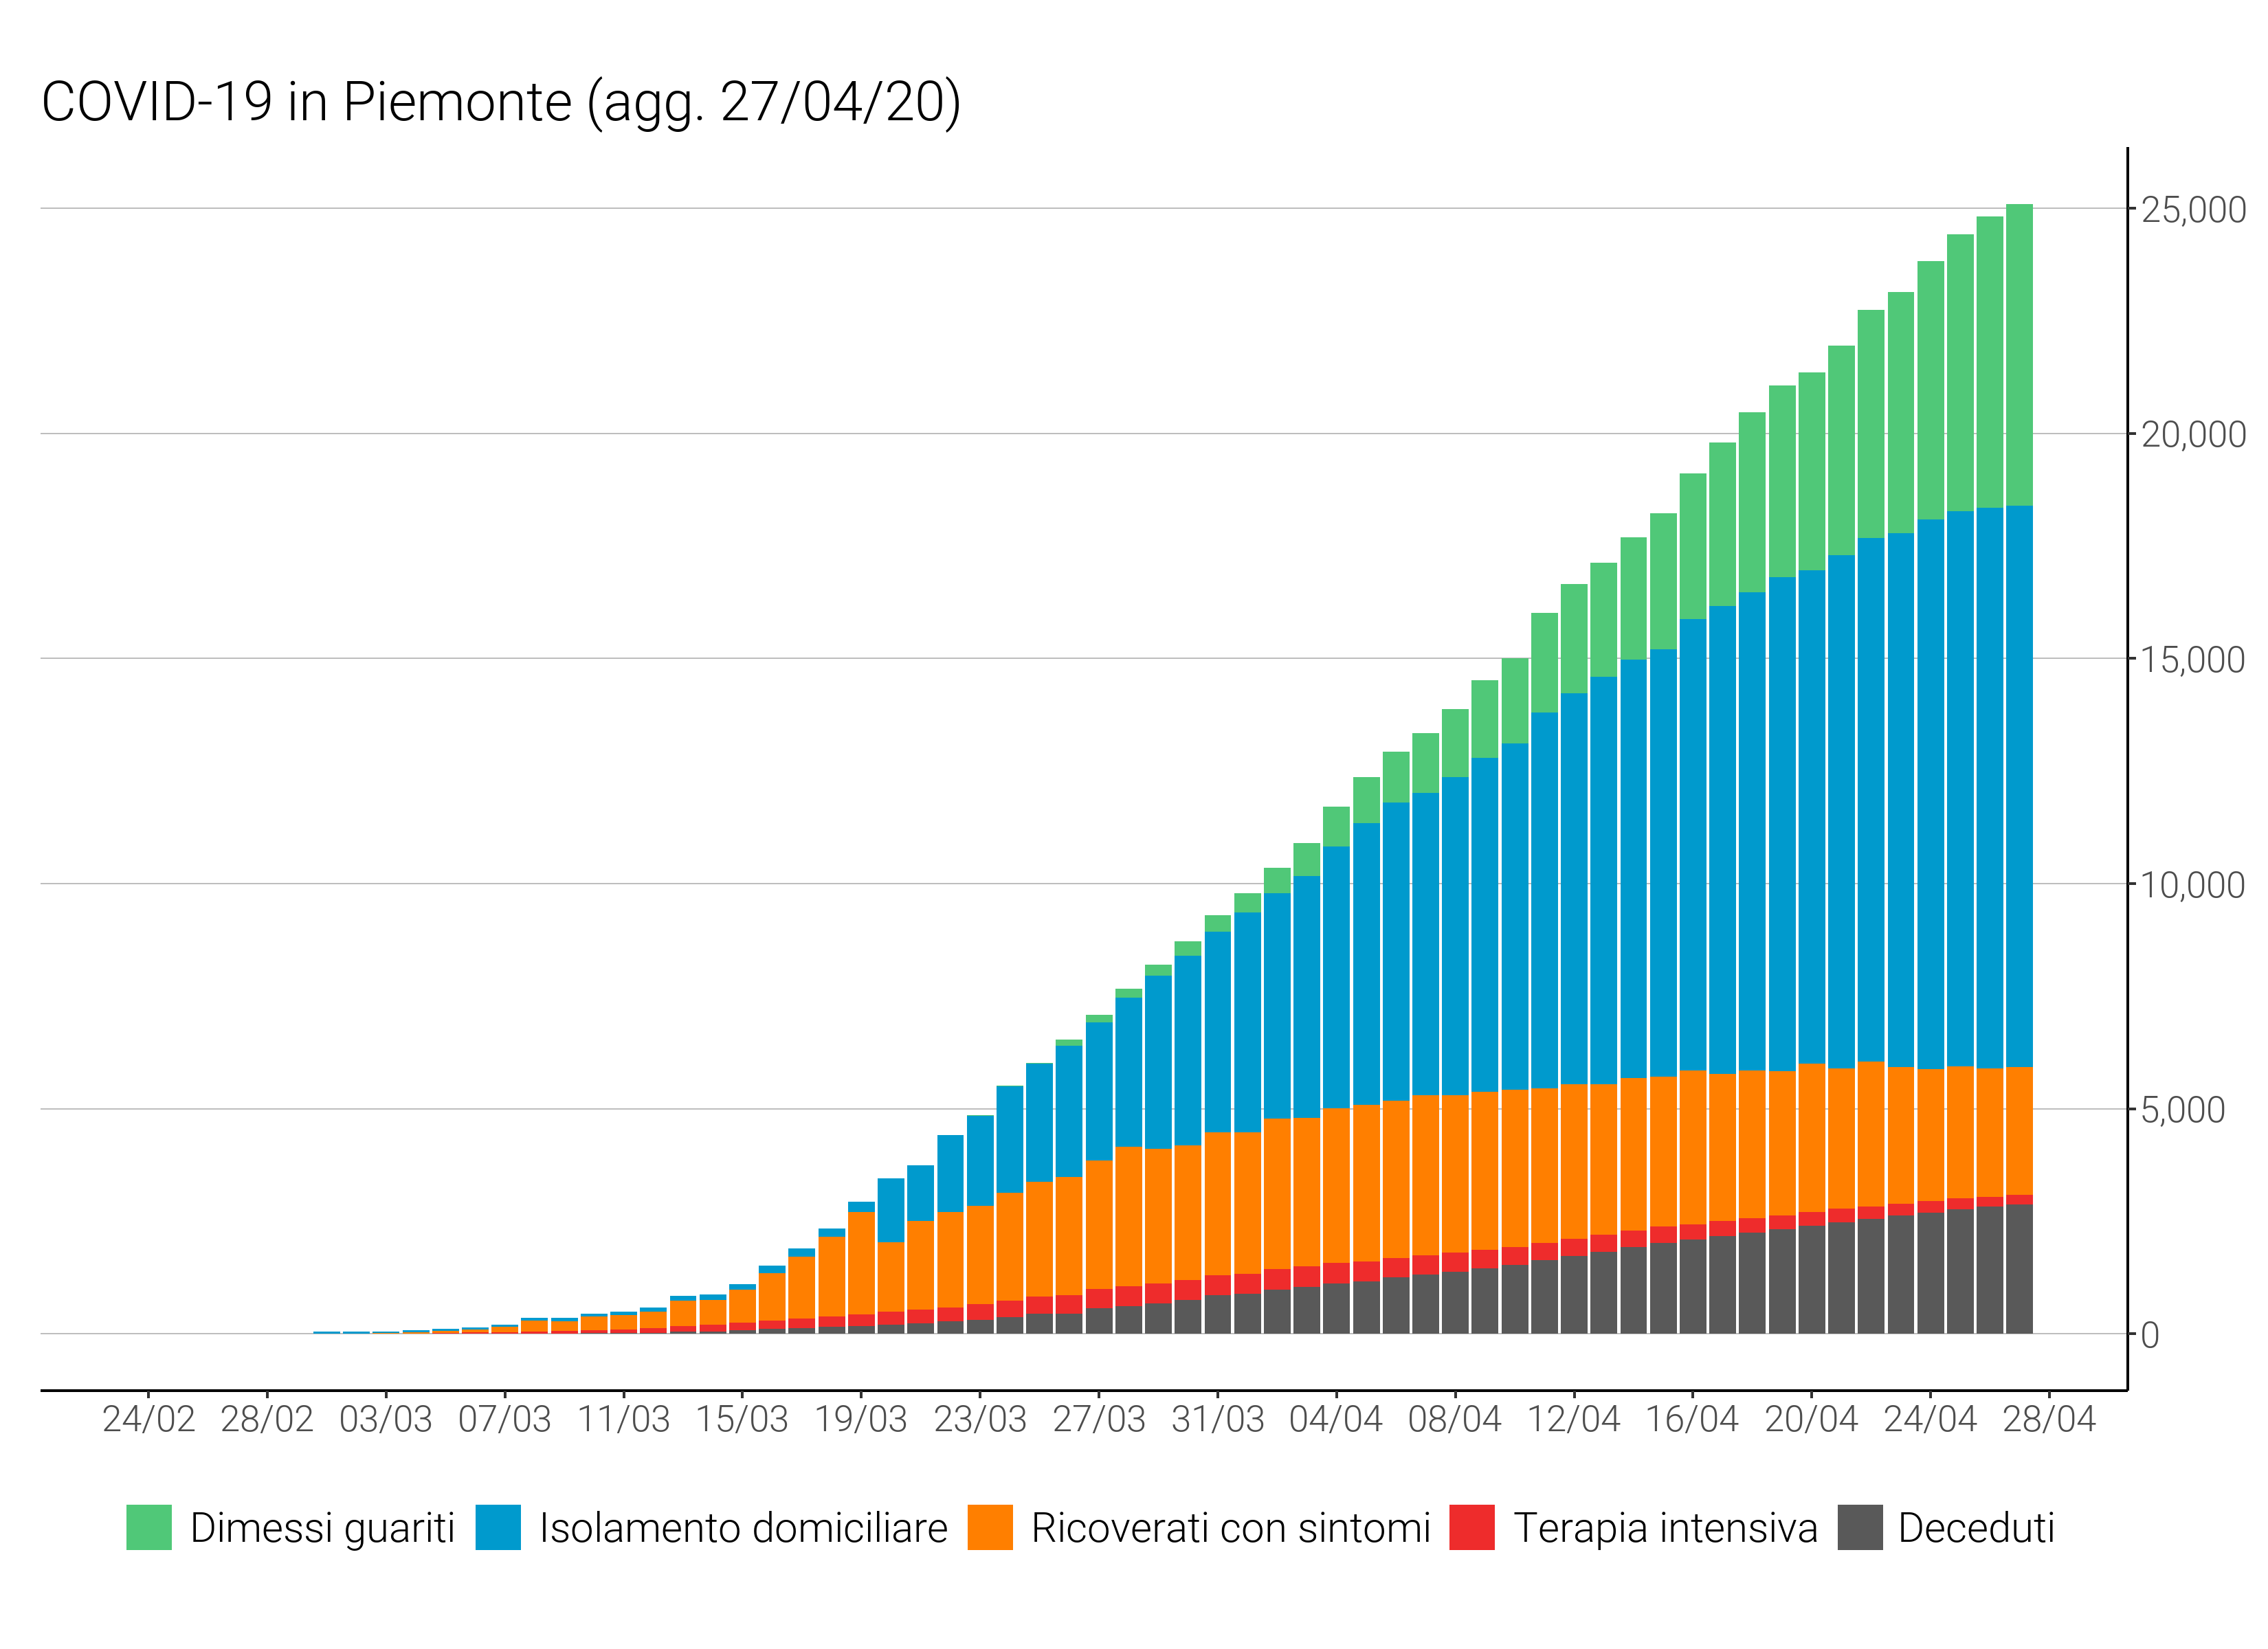 COVID-19 in Piemonte (agg. 27/04/20)
25,000
20,000
15,000
10,000
5,000
0
24/02 28/02 03/03 07/03 11/03 15/03 19/03 23/03 27/03 31/03 04/04 08/04 12/04 16/04 20/04 24/04 28/04
Dimessi guariti Isolamento domiciliare Ricoverati con sintomi Terapia intensiva Deceduti